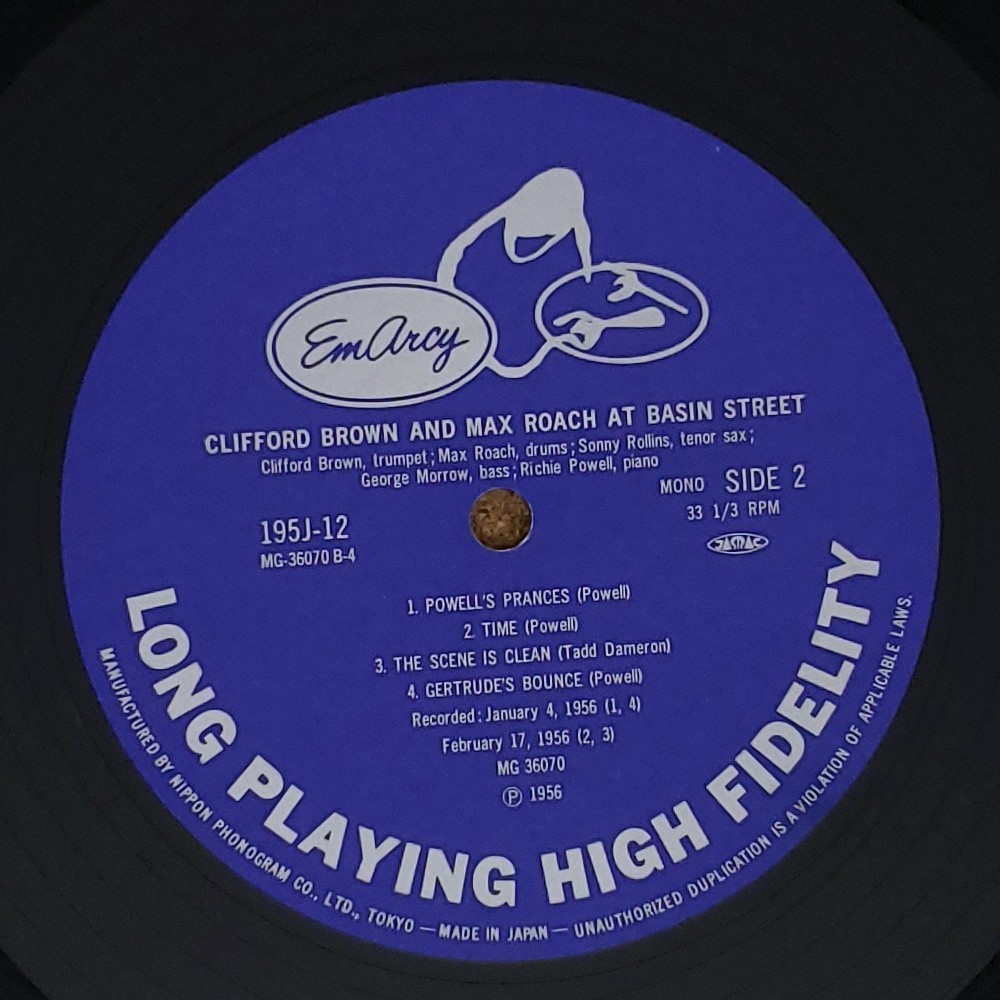 EmArcy
CLIFFORD BROWN AND MAX ROACH AT BASIN STREET
Clifford Brown, trumpet; Max Roach, drums; Sonny Rollins, tenor sax;
George Morrow, bass; Richie Powell, piano
MONO SIDE 2
33 1/3 RPM
JASRAC
195J-12
MG-36070 B-4
1. POWELL'S PRANCES (Powell)
2. TIME (Powell)
3. THE SCENE IS CLEAN (Tadd Dameron)
4. GERTRUDE'S BOUNCE (Powell)
Recorded: January 4, 1956 (1, 4)
February 17, 1956 (2, 3)
MG 36070
Ⓟ 1956
LONG PLAYING HIGH FIDELITY
MANUFACTURED BY NIPPON PHONOGRAM CO., LTD., TOKYO — MADE IN JAPAN — UNAUTHORIZED DUPLICATION IS A VIOLATION OF APPLICABLE LAWS.